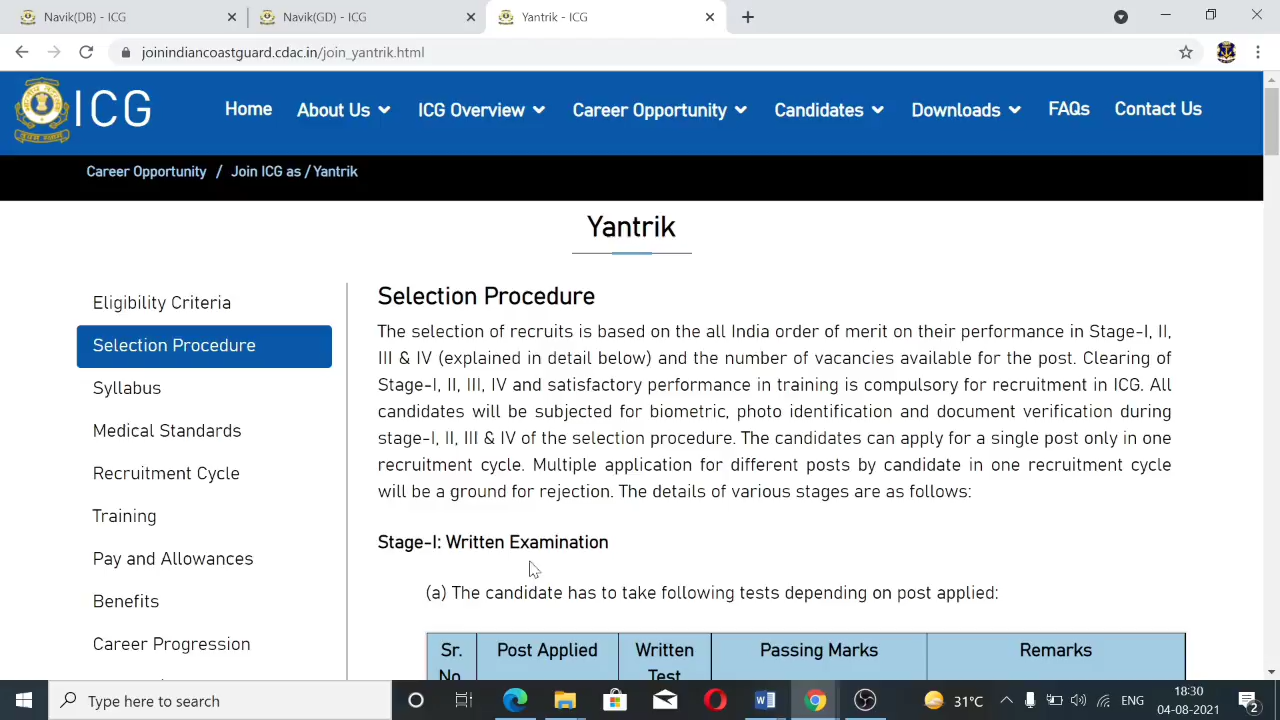 Navik(DB) - ICG
Navik(GD) - ICG
Yantrik - ICG
joinindiancoastguard.cdac.in/join_yantrik.html
ICG
Home
About Us
ICG Overview
Career Opportunity
Candidates
Downloads
FAQs
Contact Us
Career Opportunity / Join ICG as / Yantrik
Yantrik
Eligibility Criteria
Selection Procedure
Syllabus
Medical Standards
Recruitment Cycle
Training
Pay and Allowances
Benefits
Career Progression
Selection Procedure
The selection of recruits is based on the all India order of merit on their performance in Stage-I, II,
III & IV (explained in detail below) and the number of vacancies available for the post. Clearing of
Stage-I, II, III, IV and satisfactory performance in training is compulsory for recruitment in ICG. All
candidates will be subjected for biometric, photo identification and document verification during
stage-I, II, III & IV of the selection procedure. The candidates can apply for a single post only in one
recruitment cycle. Multiple application for different posts by candidate in one recruitment cycle
will be a ground for rejection. The details of various stages are as follows:
Stage-I: Written Examination
(a) The candidate has to take following tests depending on post applied:
Sr.
No
Post Applied
Written
Test
Passing Marks
Remarks
Type here to search
31°C
ENG
18:30
04-08-2021
2